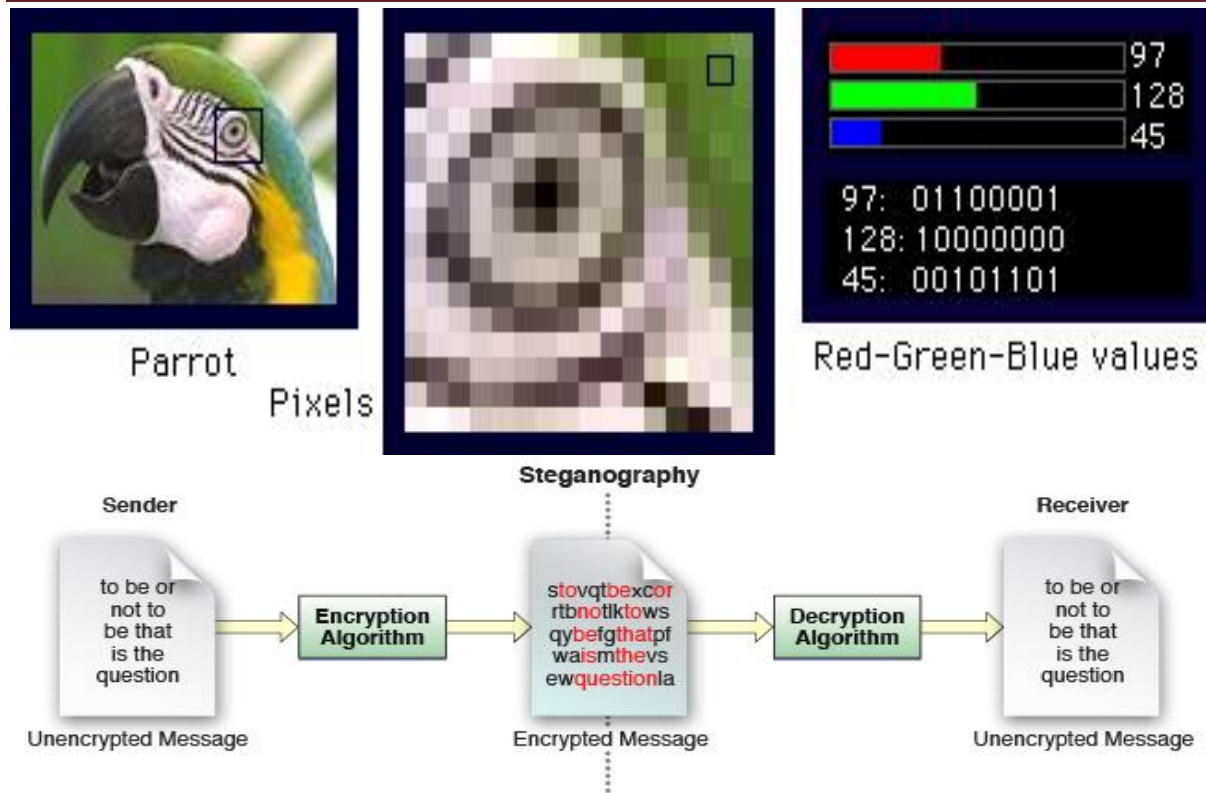 97
128
45
97: 01100001
128: 10000000
45: 00101101
Parrot
Pixels
Red-Green-Blue values
Steganography
Sender
Receiver
to be or
not to
be that
is the
question
Encryption
Algorithm
stovqtbexcor
rtbnotlktows
qybefgthatpf
waismthevs
ewquestionla
Decryption
Algorithm
to be or
not to
be that
is the
question
Unencrypted Message
Encrypted Message
Unencrypted Message